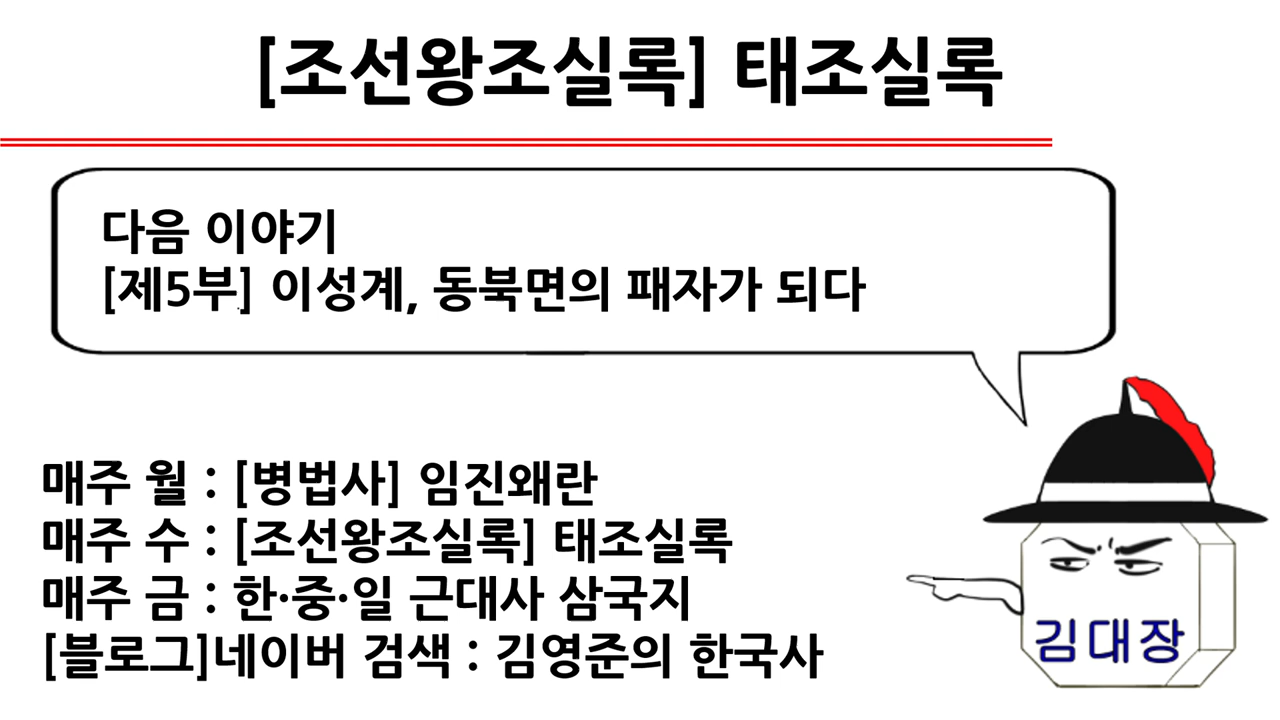 [조선왕조실록] 태조실록
다음 이야기
[제5부] 이성계, 동북면의 패자가 되다
매주 월 : [병법사] 임진왜란
매주 수 : [조선왕조실록] 태조실록
매주 금 : 한·중·일 근대사 삼국지
[블로그]네이버 검색 : 김영준의 한국사
김대장